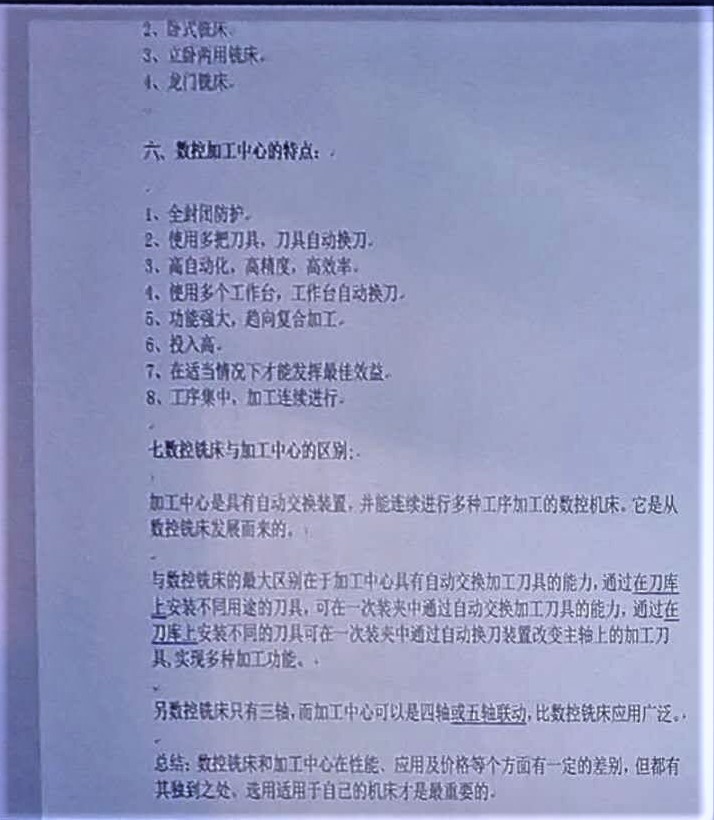 2、卧式铣床。
3、立卧两用铣床。
4、龙门铣床。
六、数控加工中心的特点：
1、全封闭防护。
2、使用多把刀具，刀具自动换刀。
3、高自动化，高精度，高效率。
4、使用多个工作台，工作台自动换刀。
5、功能强大，趋向复合加工。
6、投入高。
7、在适当情况下才能发挥最佳效益。
8、工序集中、加工连续进行。
七数控铣床与加工中心的区别：
加工中心是具有自动交换装置，并能连续进行多种工序加工的数控机床。它是从
数控铣床发展而来的。
与数控铣床的最大区别在于加工中心具有自动交换加工刀具的能力，通过在刀库
上安装不同用途的刀具，可在一次装夹中通过自动交换加工刀具的能力，通过在
刀库上安装不同的刀具可在一次装夹中通过自动换刀装置改变主轴上的加工刀
具，实现多种加工功能。
另数控铣床只有三轴，而加工中心可以是四轴或五轴联动，比数控铣床应用广泛。
总结：数控铣床和加工中心在性能、应用及价格等个方面有一定的差别，但都有
其独到之处、选用适用于自己的机床才是最重要的。